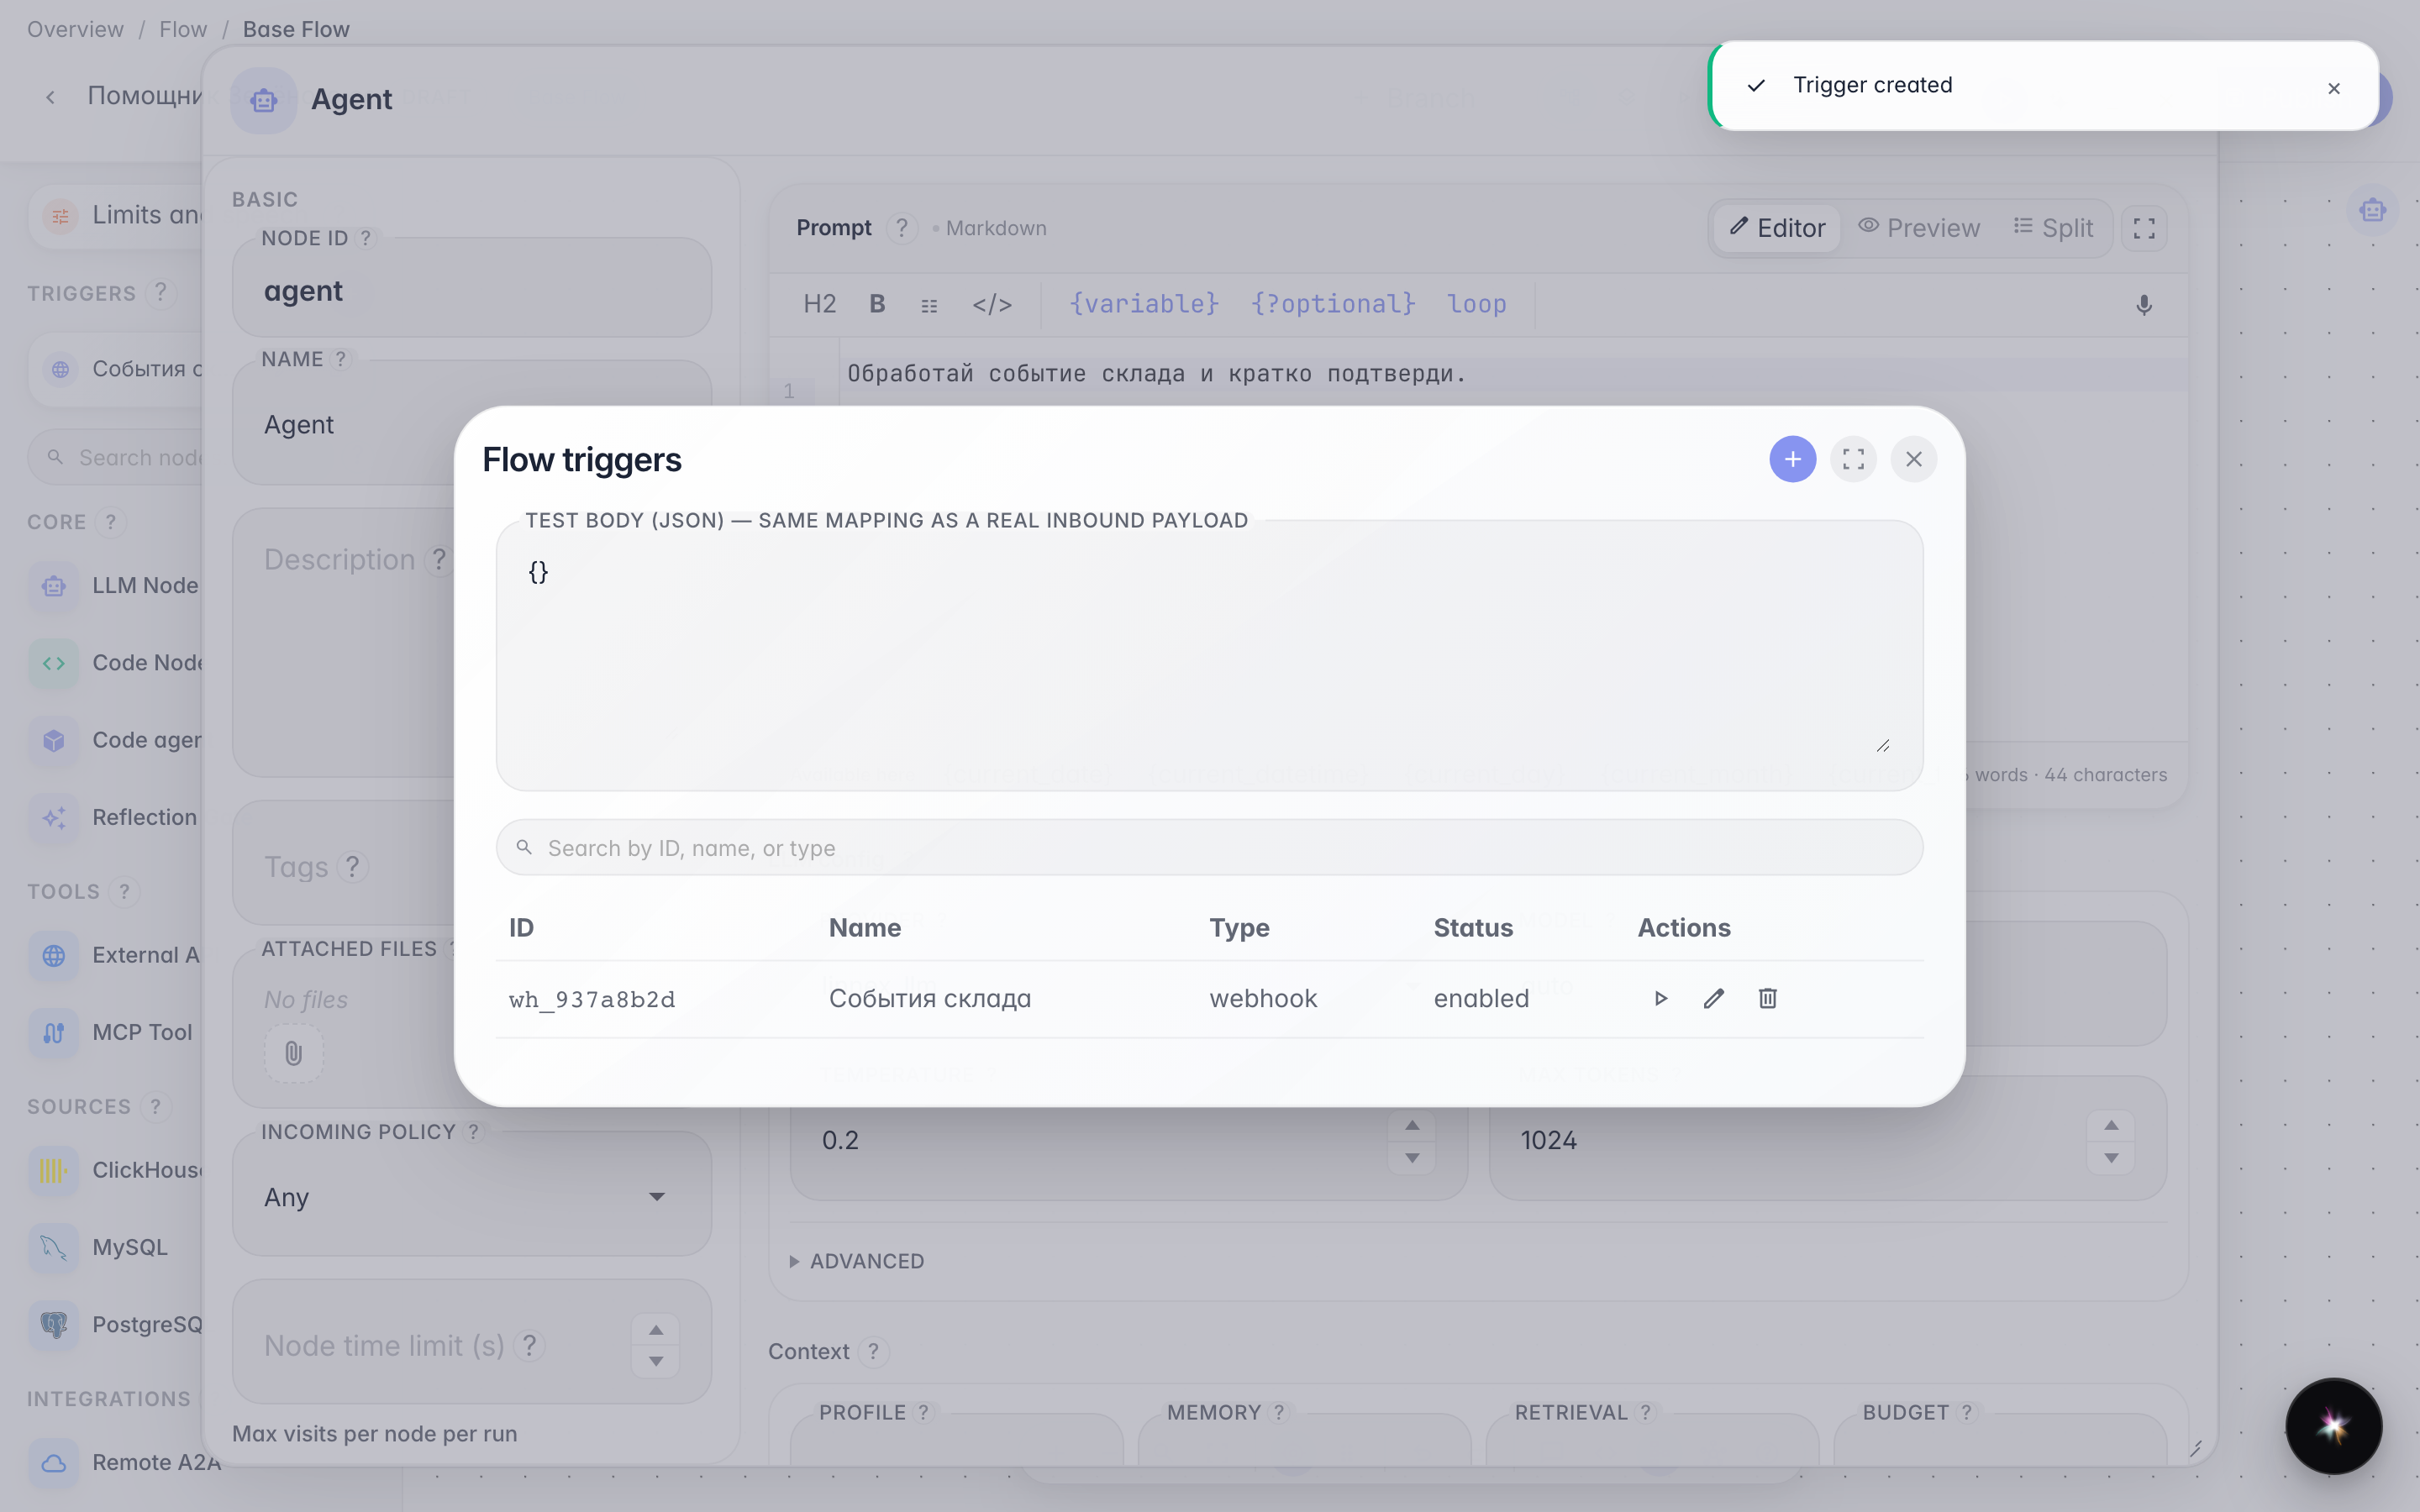 Overview / Flow / Base Flow
Помощник
Agent
Trigger created
Limits and
TRIGGERS ?
События с
Search node
CORE ?
LLM Node
Code Node
Code agen
Reflection
TOOLS ?
External A
MCP Tool
SOURCES ?
ClickHouse
MySQL
PostgreSQ
INTEGRATIONS
Remote A2A
BASIC
NODE ID ?
agent
NAME ?
Agent
Description ?
Tags ?
ATTACHED FILES ?
No files
INCOMING POLICY ?
Any
Node time limit (s) ?
Max visits per node per run
Prompt ? • Markdown
Editor Preview Split
H2 B </> {variable} {?optional} loop
1 Обработай событие склада и кратко подтверди.
words · 44 characters
Flow triggers
TEST BODY (JSON) — SAME MAPPING AS A REAL INBOUND PAYLOAD
{}
Search by ID, name, or type
ID Name Type Status Actions
wh_937a8b2d События склада webhook enabled
0.2 1024
ADVANCED
Context ?
PROFILE ? MEMORY ? RETRIEVAL ? BUDGET ?